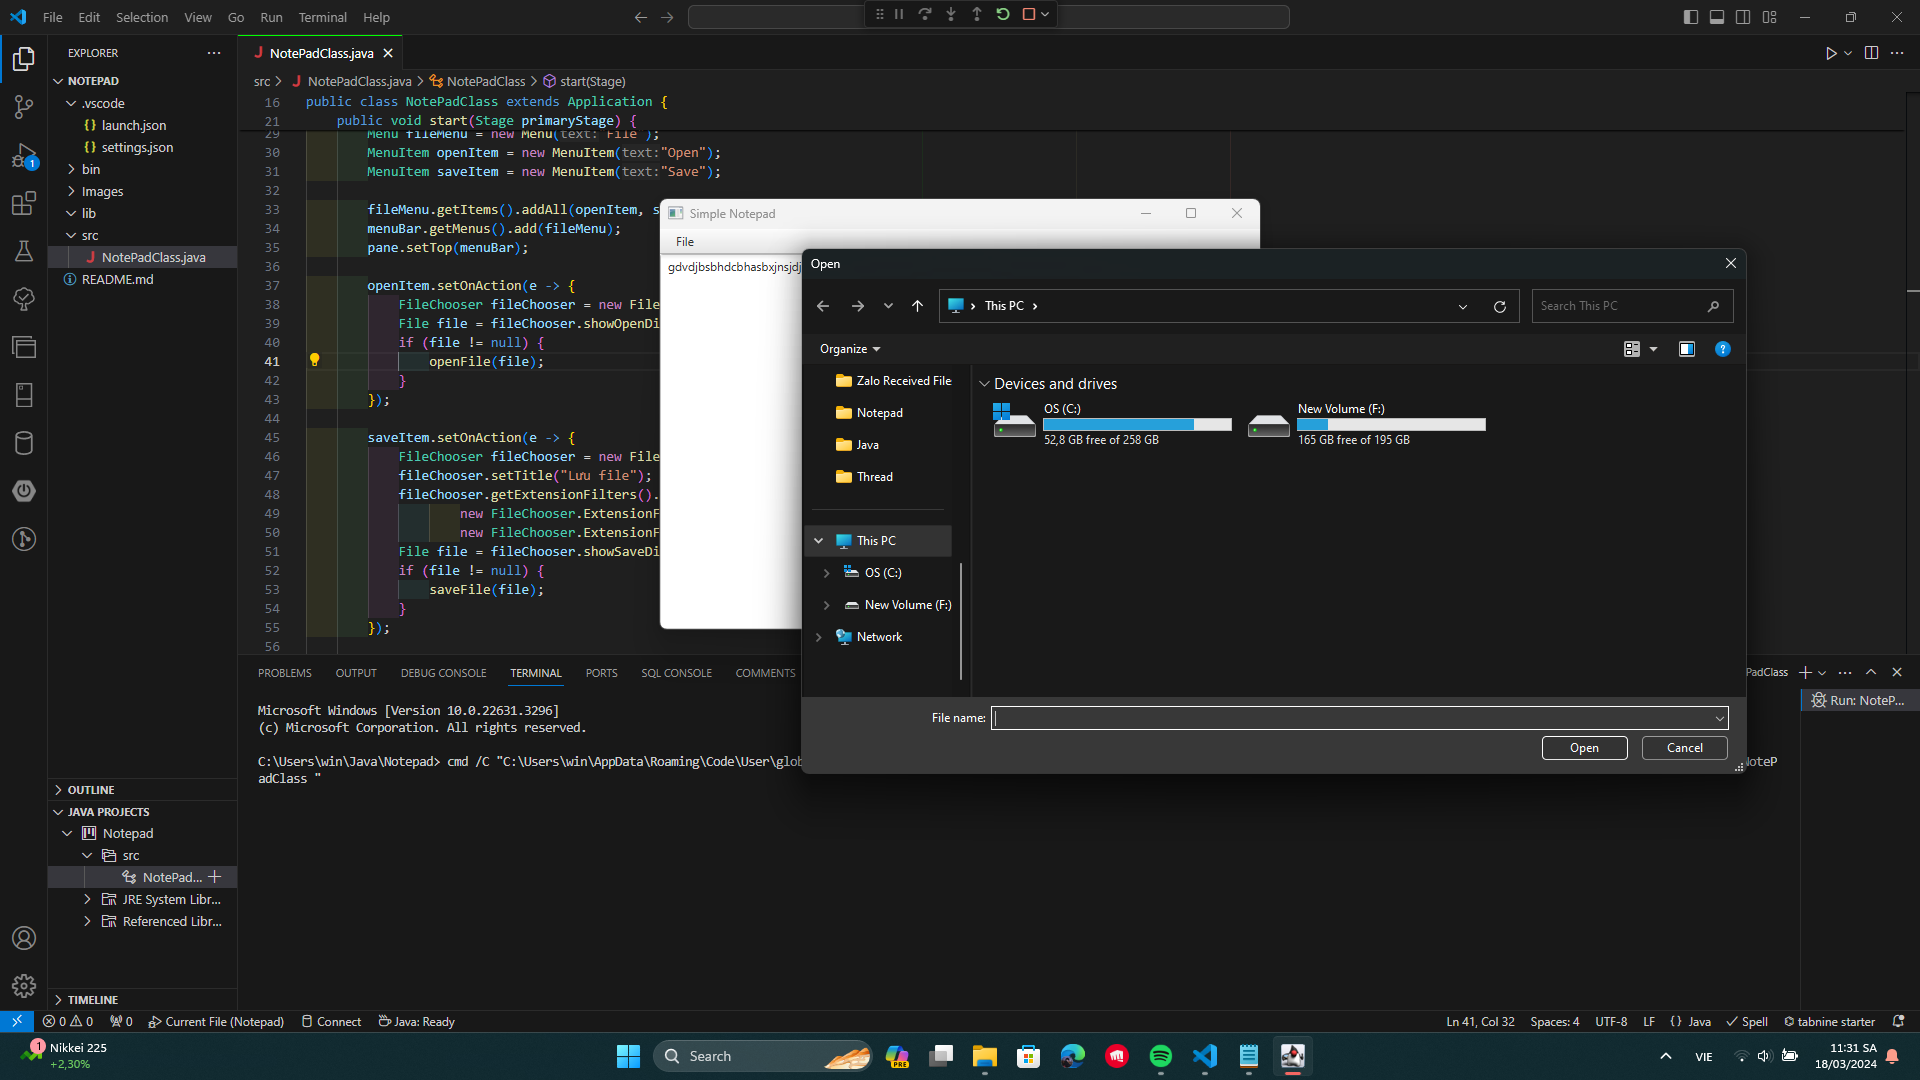 File Edit Selection View Go Run Terminal Help
EXPLORER
NOTEPAD
.vscode
launch.json
settings.json
bin
Images
lib
src
NotePadClass.java
README.md
OUTLINE
JAVA PROJECTS
Notepad
src
NotePad...
JRE System Libr...
Referenced Libr...
TIMELINE
1
NotePadClass.java
src > NotePadClass.java > NotePadClass > start(Stage)
16 public class NotePadClass extends Application {
21 public void start(Stage primaryStage) {
29 Menu fileMenu = new Menu(text: "File");
30 MenuItem openItem = new MenuItem(text:"Open");
31 MenuItem saveItem = new MenuItem(text:"Save");
32
33 fileMenu.getItems().addAll(openItem, s
34 menuBar.getMenus().add(fileMenu);
35 pane.setTop(menuBar);
36
37 openItem.setOnAction(e -> {
38 FileChooser fileChooser = new File
39 File file = fileChooser.showOpenDi
40 if (file != null) {
41 openFile(file);
42 }
43 });
44
45 saveItem.setOnAction(e -> {
46 FileChooser fileChooser = new File
47 fileChooser.setTitle("Lưu file");
48 fileChooser.getExtensionFilters().
49 new FileChooser.ExtensionF
50 new FileChooser.ExtensionF
51 File file = fileChooser.showSaveDi
52 if (file != null) {
53 saveFile(file);
54 }
55 });
56
Simple Notepad
File
gdvdjbsbhdcbhasbxjnsjdj
Open
This PC
Search This PC
Organize
Zalo Received File
Notepad
Java
Thread
This PC
OS (C:)
New Volume (F:)
Network
Devices and drives
OS (C:)
52,8 GB free of 258 GB
New Volume (F:)
165 GB free of 195 GB
File name:
Open Cancel
PROBLEMS OUTPUT DEBUG CONSOLE TERMINAL PORTS SQL CONSOLE COMMENTS
PadClass
Run: NoteP...
Microsoft Windows [Version 10.0.22631.3296]
(c) Microsoft Corporation. All rights reserved.
C:\Users\win\Java\Notepad> cmd /C "C:\Users\win\AppData\Roaming\Code\User\glob
NoteP
adClass "
0 0 0 Current File (Notepad) Connect Java: Ready
Ln 41, Col 32 Spaces: 4 UTF-8 LF {} Java Spell tabnine starter
1
Nikkei 225
+2,30%
Search
PRE
VIE
11:31 SA
18/03/2024